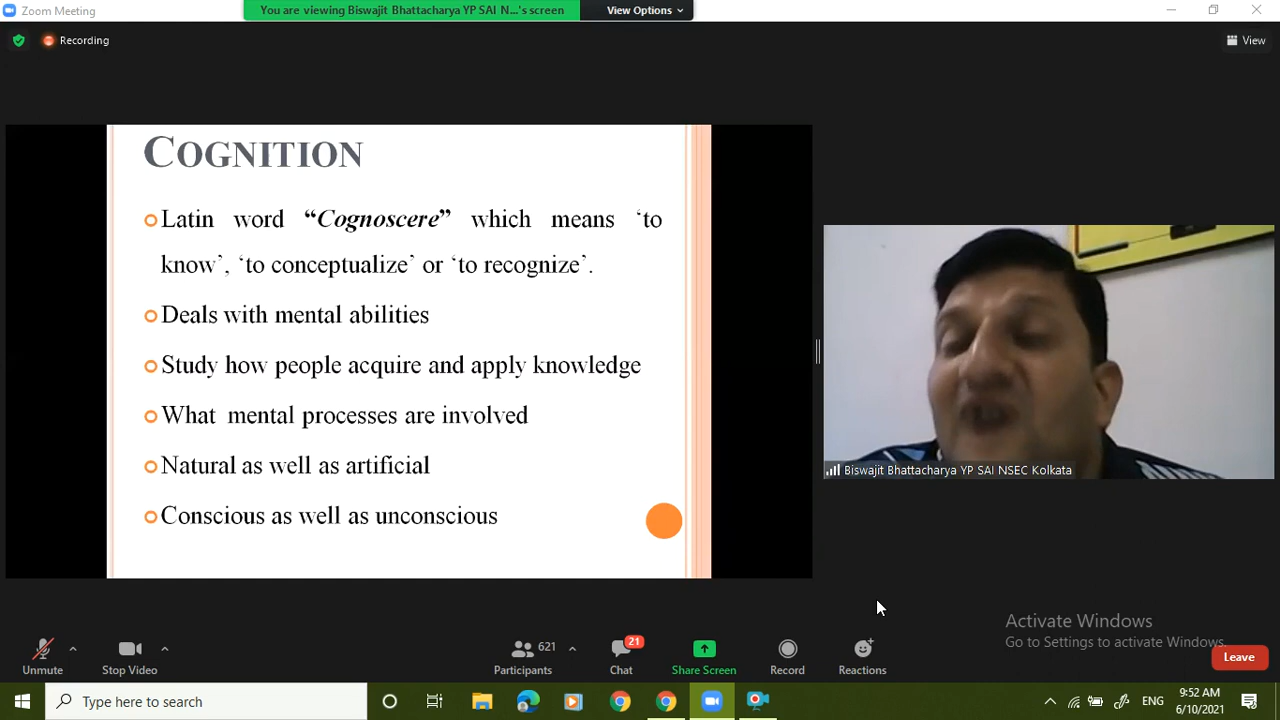 Zoom Meeting
You are viewing Biswajit Bhattacharya YP SAI N...'s screen
View Options
Recording
View
COGNITION
Latin word “Cognoscere” which means ‘to
know’, ‘to conceptualize’ or ‘to recognize’.
Deals with mental abilities
Study how people acquire and apply knowledge
What mental processes are involved
Natural as well as artificial
Conscious as well as unconscious
Biswajit Bhattacharya YP SAI NSEC Kolkata
Activate Windows
Go to Settings to activate Windows.
621
21
Unmute
Stop Video
Participants
Chat
Share Screen
Record
Reactions
Leave
Type here to search
ENG
9:52 AM
6/10/2021